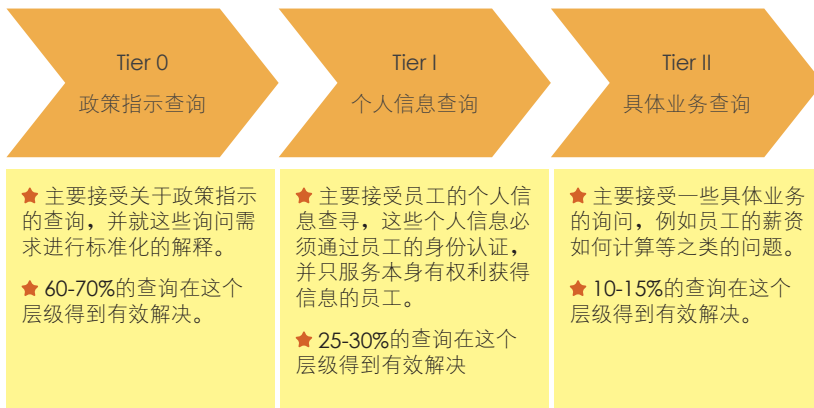 Tier 0
政策指示查询
Tier I
个人信息查询
Tier II
具体业务查询
主要接受关于政策指示
的查询，并就这些询问需
求进行标准化的解释。
60-70%的查询在这个
层级得到有效解决。
主要接受员工的个人信
息查寻，这些个人信息必
须通过员工的身份认证，
并只服务本身有权利获得
信息的员工。
25-30%的查询在这个
层级得到有效解决
主要接受一些具体业务
的询问，例如员工的薪资
如何计算等之类的问题。
10-15%的查询在这个
层级得到有效解决。